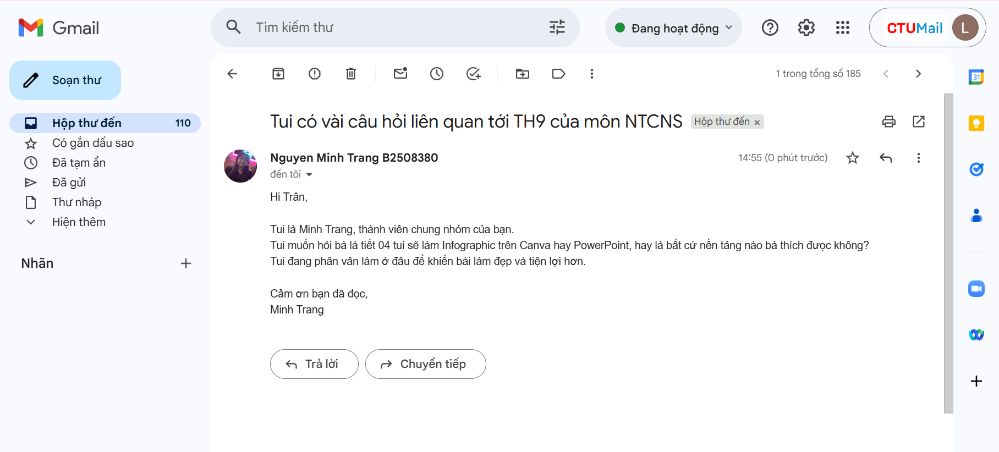 Gmail
Tìm kiếm thư
Đang hoạt động
CTUMail
L
Soạn thư
1 trong tổng số 185
Hộp thư đến 110
Có gắn dấu sao
Đã tạm ẩn
Đã gửi
Thư nháp
Hiện thêm
Nhãn
Tui có vài câu hỏi liên quan tới TH9 của môn NTCNS
Hộp thư đến ×
Nguyen Minh Trang B2508380
14:55 (0 phút trước)
đến tôi
Hi Trân,
Tui là Minh Trang, thành viên chung nhóm của bạn.
Tui muốn hỏi bà là tiết 04 tui sẽ làm Infographic trên Canva hay PowerPoint, hay là bất cứ nền tảng nào bà thích được không?
Tui đang phân vân làm ở đâu để khiến bài làm đẹp và tiện lợi hơn.
Cảm ơn bạn đã đọc,
Minh Trang
Trả lời
Chuyển tiếp
31